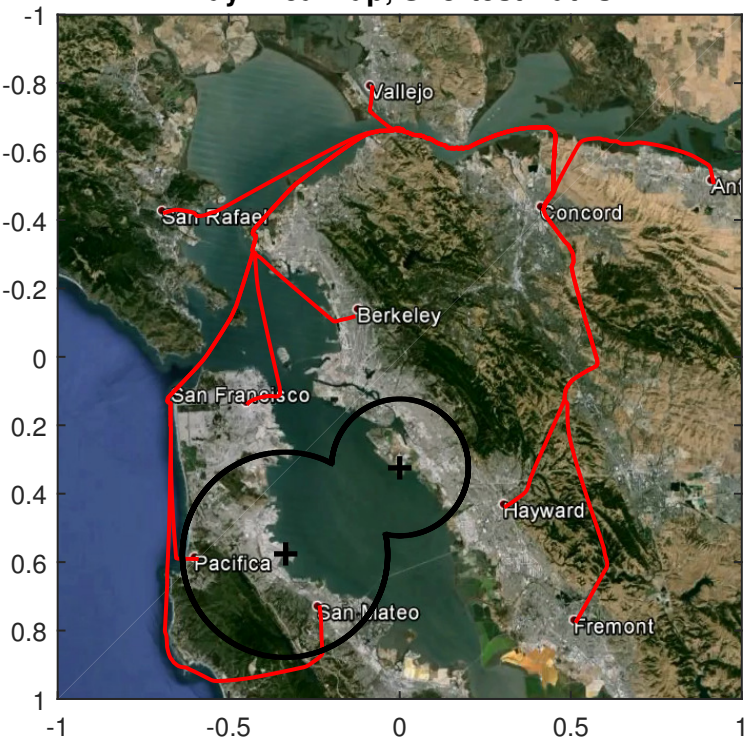 -1
-0.8
Vallejo
-0.6
Ant
-0.4
San Rafael
Concord
-0.2
Berkeley
0
San Francisco
0.2
0.4
Hayward
0.6
Pacifica
San Mateo
Fremont
0.8
1
-1
-0.5
0
0.5
1